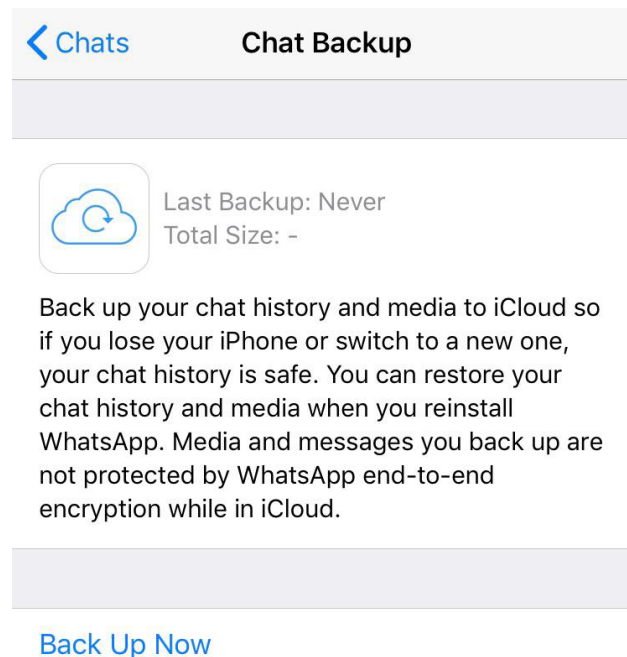 Chats
Chat Backup
Last Backup: Never
Total Size: -
Back up your chat history and media to iCloud so
if you lose your iPhone or switch to a new one,
your chat history is safe. You can restore your
chat history and media when you reinstall
WhatsApp. Media and messages you back up are
not protected by WhatsApp end-to-end
encryption while in iCloud.
Back Up Now